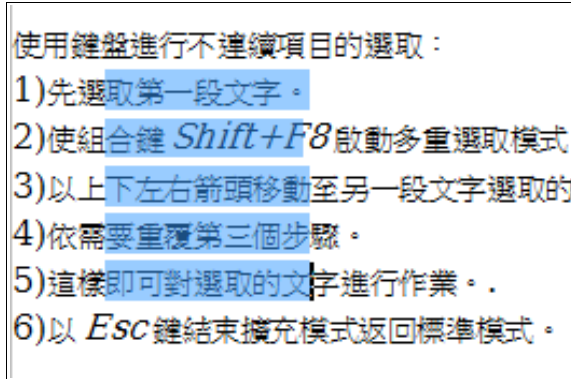 使用鍵盤進行不連續項目的選取：
1)先選取第一段文字。
2)使組合鍵 Shift+F8 啟動多重選取模式
3)以上下左右箭頭移動至另一段文字選取的
4)依需要重覆第三個步驟。
5)這樣即可對選取的文字進行作業。.
6)以 Esc 鍵結束擴充模式返回標準模式。